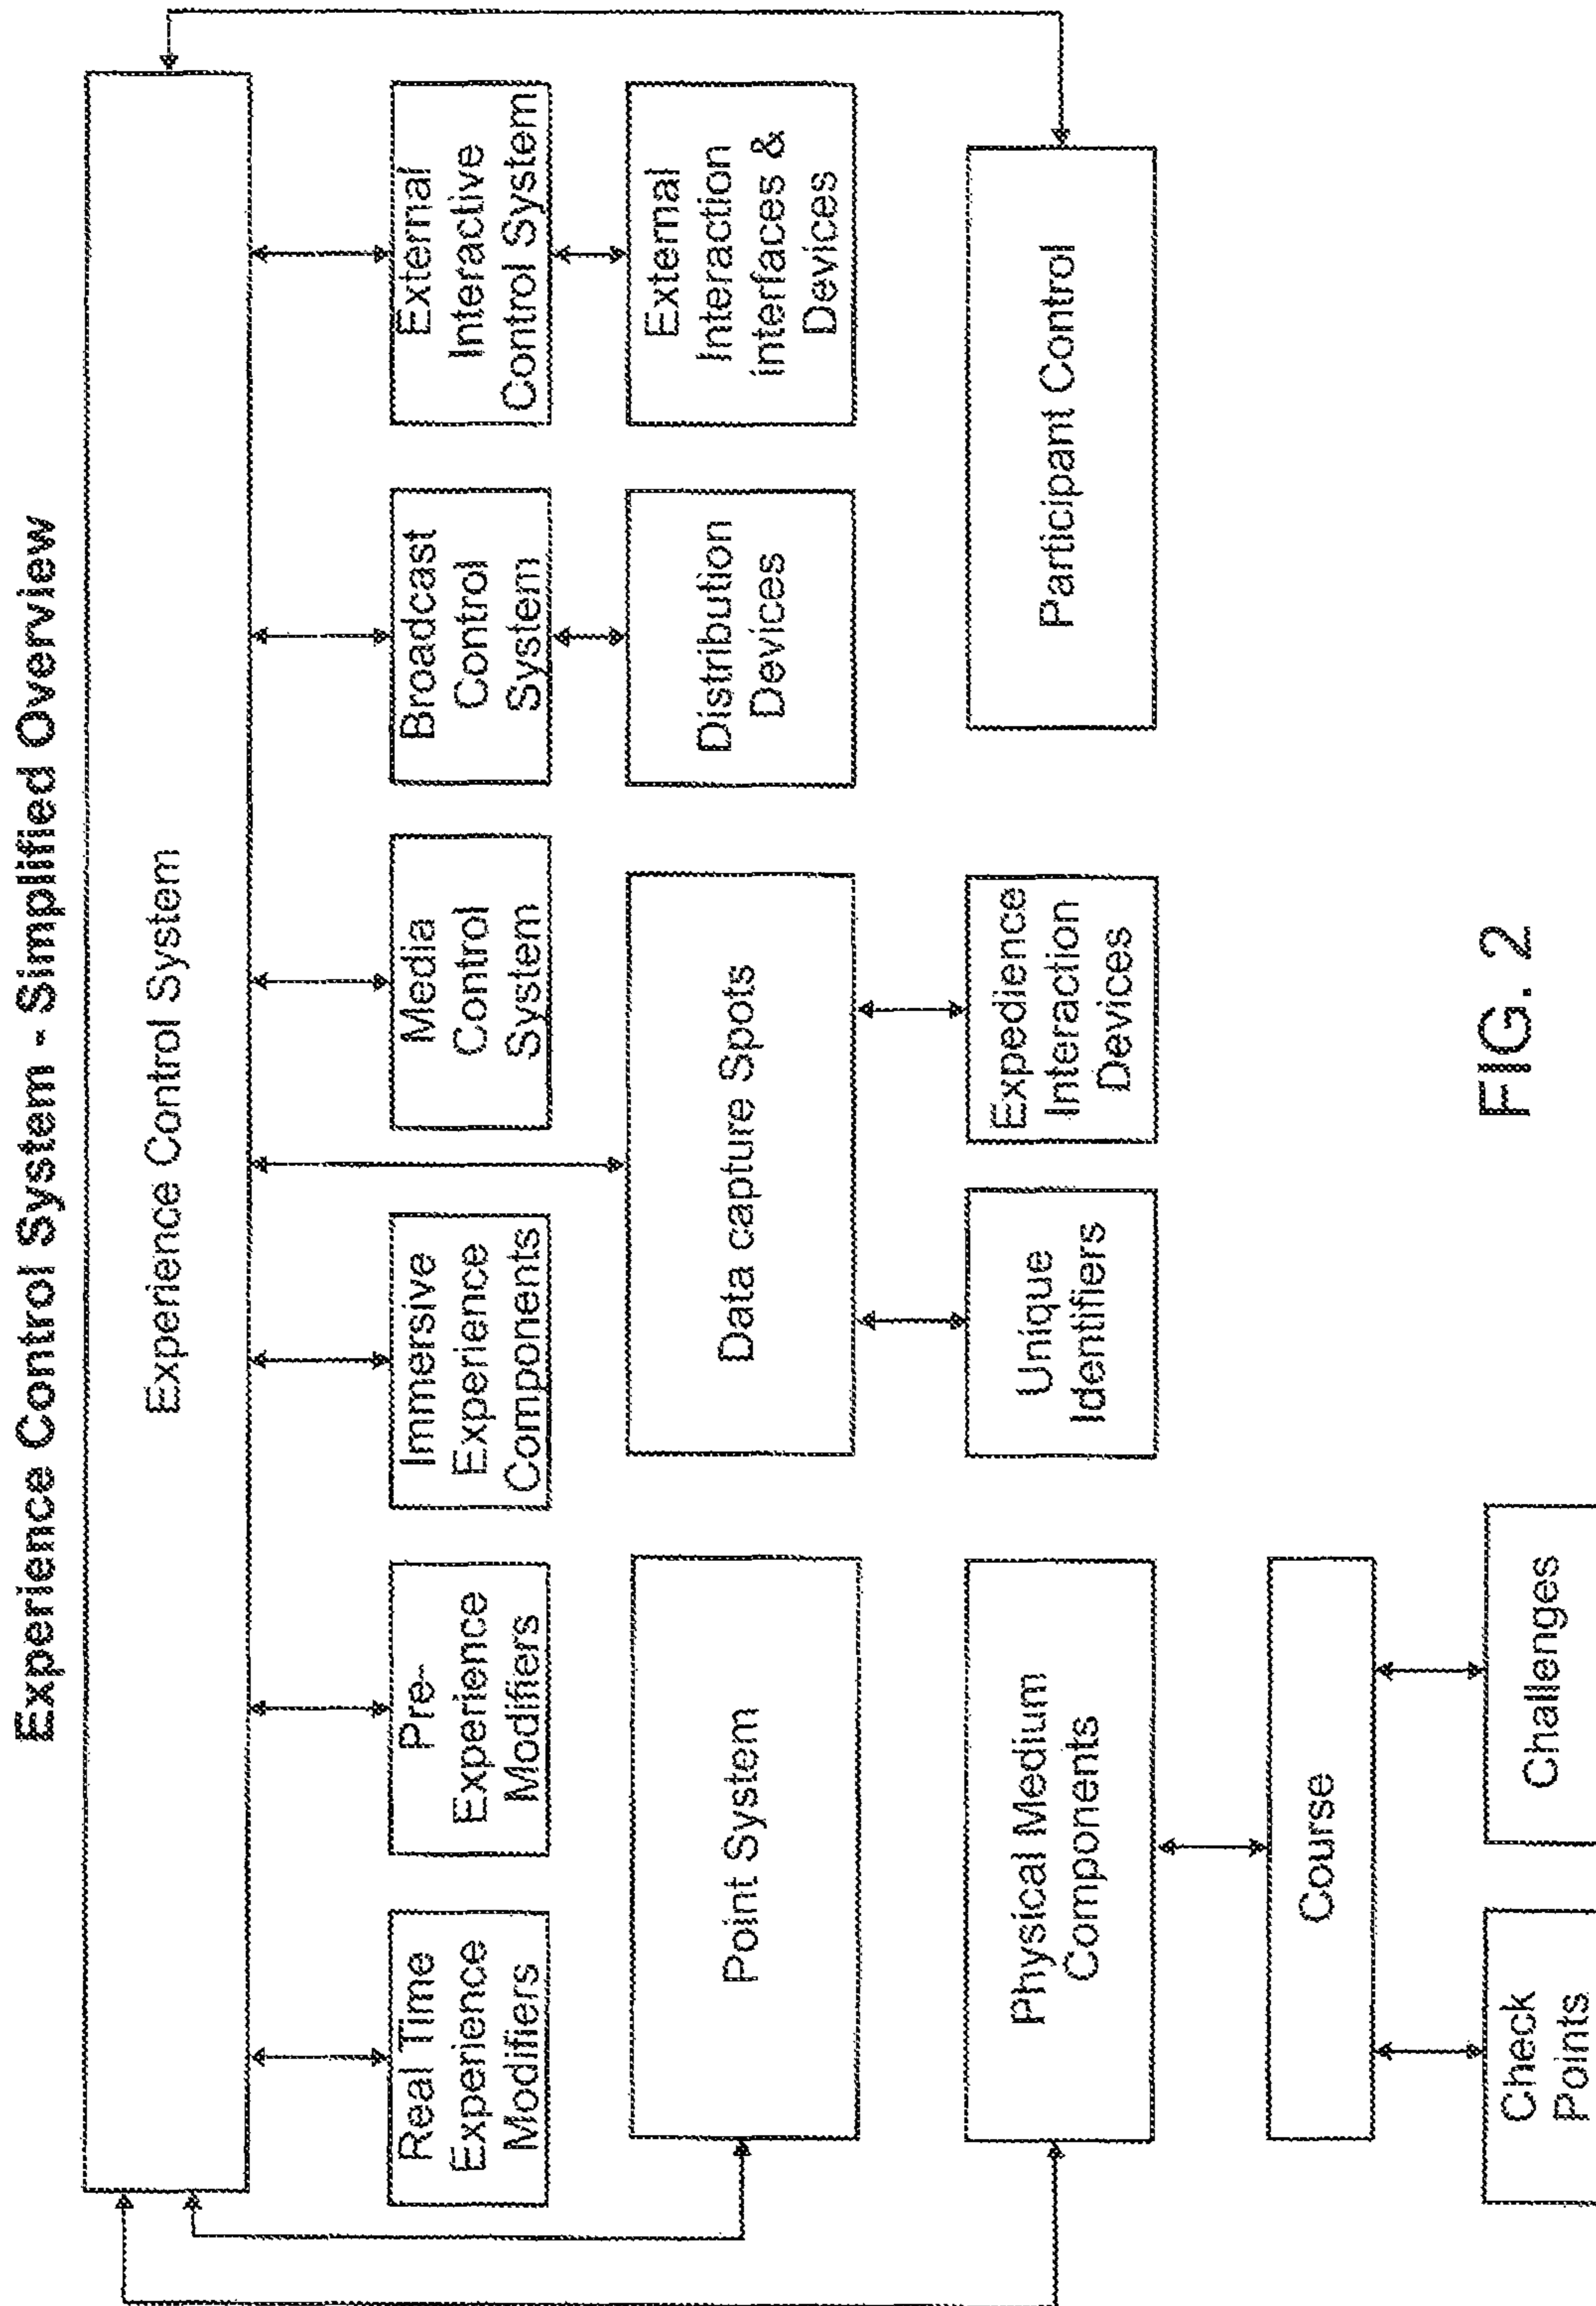 Experience Control System - Simplified Overview
Experience Control System
Real Time
Experience
Modifiers
Pre-
Experience
Modifiers
Immersive
Experience
Components
Media
Control
System
Broadcast
Control
System
External
Interactive
Control System
Point System
Data capture Spots
Distribution
Devices
External
Interaction
interfaces &
Devices
Physical Medium
Components
Unique
Identifiers
Expedience
Interaction
Devices
Participant Control
Course
Check
Points
Challenges
FIG. 2